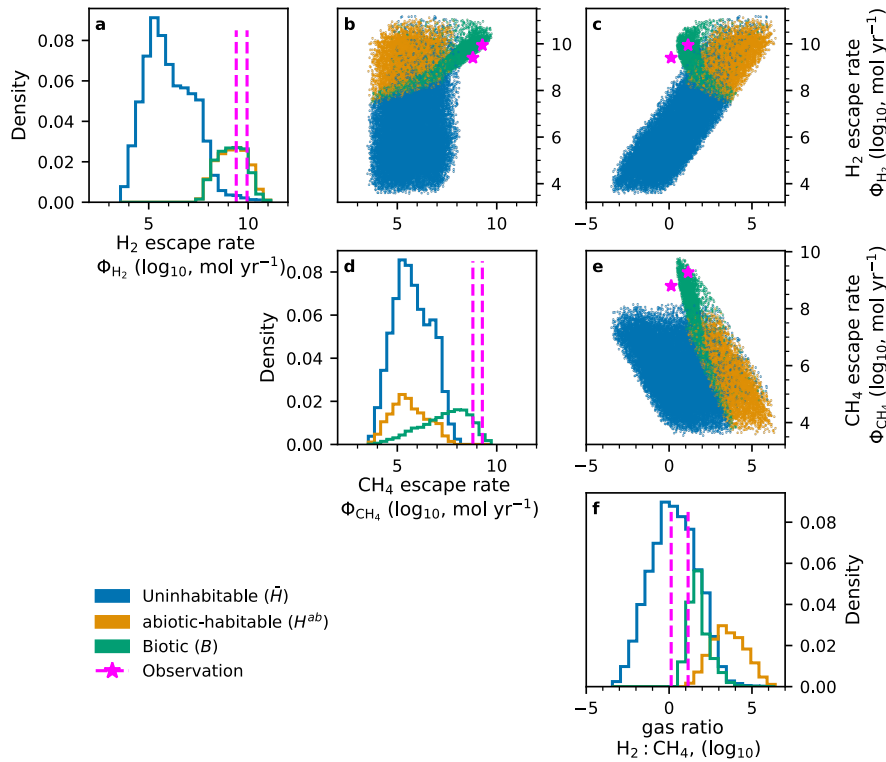 a
b
c
0.08
0.06
0.04
0.02
0.00
Density
5
10
H₂ escape rate
Φ_H₂ (log₁₀, mol yr⁻¹)
0
5
10
−5
0
5
10
8
6
4
H₂ escape rate
Φ_H₂ (log₁₀, mol yr⁻¹)
d
e
0.08
0.06
0.04
0.02
0.00
Density
5
10
CH₄ escape rate
Φ_CH₄ (log₁₀, mol yr⁻¹)
−5
0
5
10
9
8
7
6
5
4
CH₄ escape rate
Φ_CH₄ (log₁₀, mol yr⁻¹)
f
0.08
0.06
0.04
0.02
0.00
Density
−5
0
5
gas ratio
H₂ : CH₄, (log₁₀)
Uninhabitable (H̄)
abiotic-habitable (Hᵃᵇ)
Biotic (B)
Observation